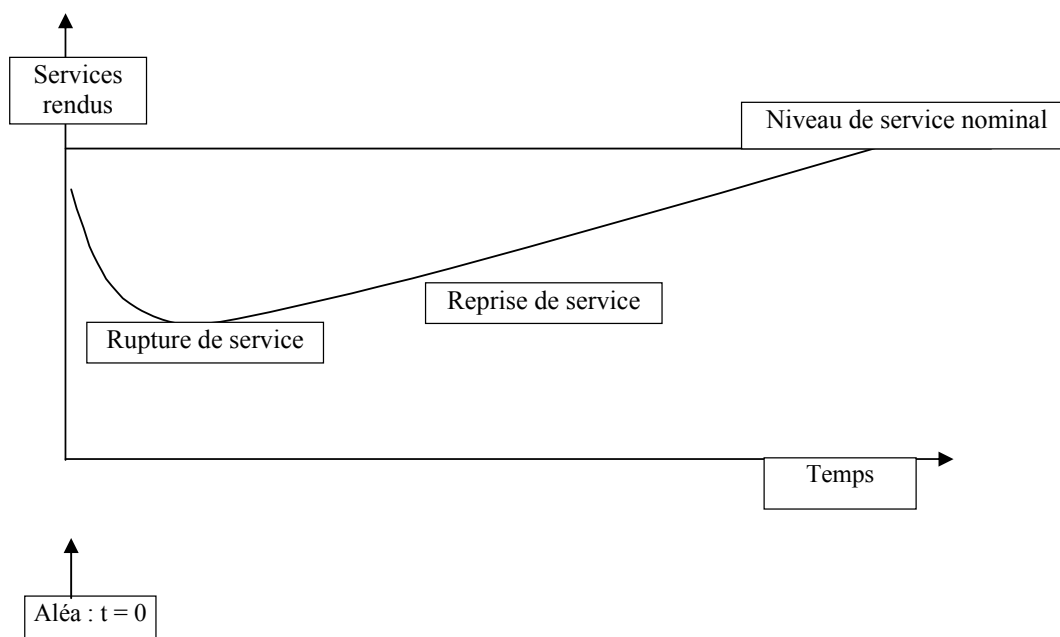 Services
rendus
Niveau de service nominal
Reprise de service
Rupture de service
Temps
Aléa : t = 0